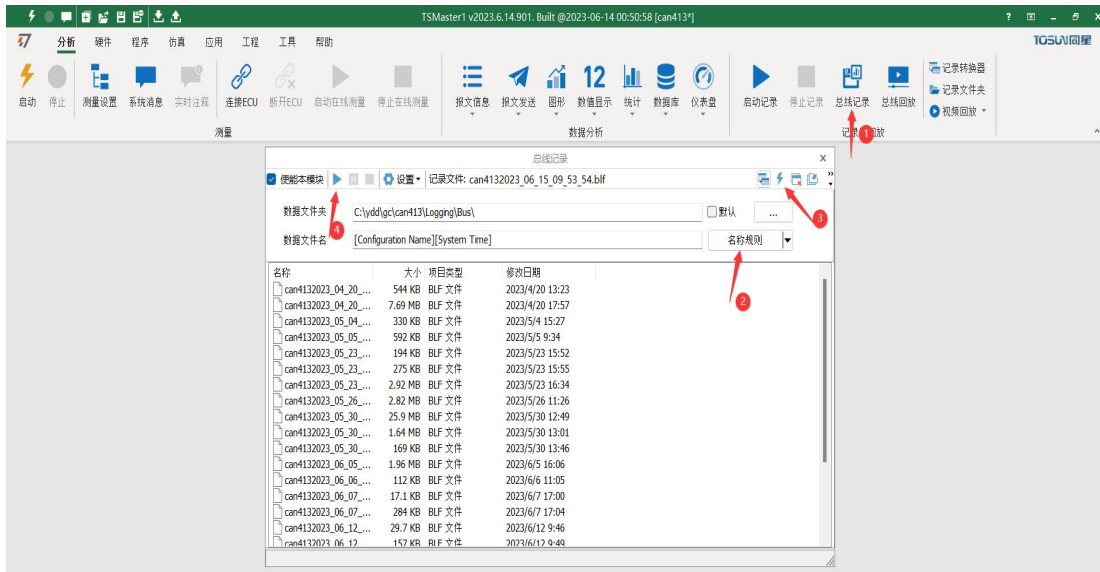 TSMaster1 v2023.6.14.901. Built @2023-06-14 00:50:58 [can413*]
?
分析 硬件 程序 仿真 应用 工程 工具 帮助
TOSUN同星
启动 停止 测量设置 系统消息 实时注释 连接ECU 断开ECU 启动在线测量 停止在线测量 报文信息 报文发送 图形 12 数值显示 统计 数据库 仪表盘 启动记录 停止记录 总线记录 总线回放
记录转换器
记录文件夹
视频回放
测量 数据分析 记录 放
1
总线记录 x
使能本模块 设置 记录文件: can4132023_06_15_09_53_54.blf
数据文件夹 C:\ydd\gc\can413\Logging\Bus\ 默认 ...
3
4
数据文件名 [Configuration Name][System Time] 名称规则
2
名称 大小 项目类型 修改日期
can4132023_04_20_... 544 KB BLF 文件 2023/4/20 13:23
can4132023_04_20_... 7.69 MB BLF 文件 2023/4/20 17:57
can4132023_05_04_... 330 KB BLF 文件 2023/5/4 15:27
can4132023_05_05_... 592 KB BLF 文件 2023/5/5 9:34
can4132023_05_23_... 194 KB BLF 文件 2023/5/23 15:52
can4132023_05_23_... 275 KB BLF 文件 2023/5/23 15:55
can4132023_05_23_... 2.92 MB BLF 文件 2023/5/23 16:34
can4132023_05_26_... 2.82 MB BLF 文件 2023/5/26 11:26
can4132023_05_30_... 25.9 MB BLF 文件 2023/5/30 12:49
can4132023_05_30_... 1.64 MB BLF 文件 2023/5/30 13:01
can4132023_05_30_... 169 KB BLF 文件 2023/5/30 13:46
can4132023_06_05_... 1.96 MB BLF 文件 2023/6/5 16:06
can4132023_06_06_... 112 KB BLF 文件 2023/6/6 11:05
can4132023_06_07_... 17.1 KB BLF 文件 2023/6/7 17:00
can4132023_06_07_... 284 KB BLF 文件 2023/6/7 17:04
can4132023_06_12_... 29.7 KB BLF 文件 2023/6/12 9:46
can4132023_06_12_... 157 KB BLF 文件 2023/6/12 9:49